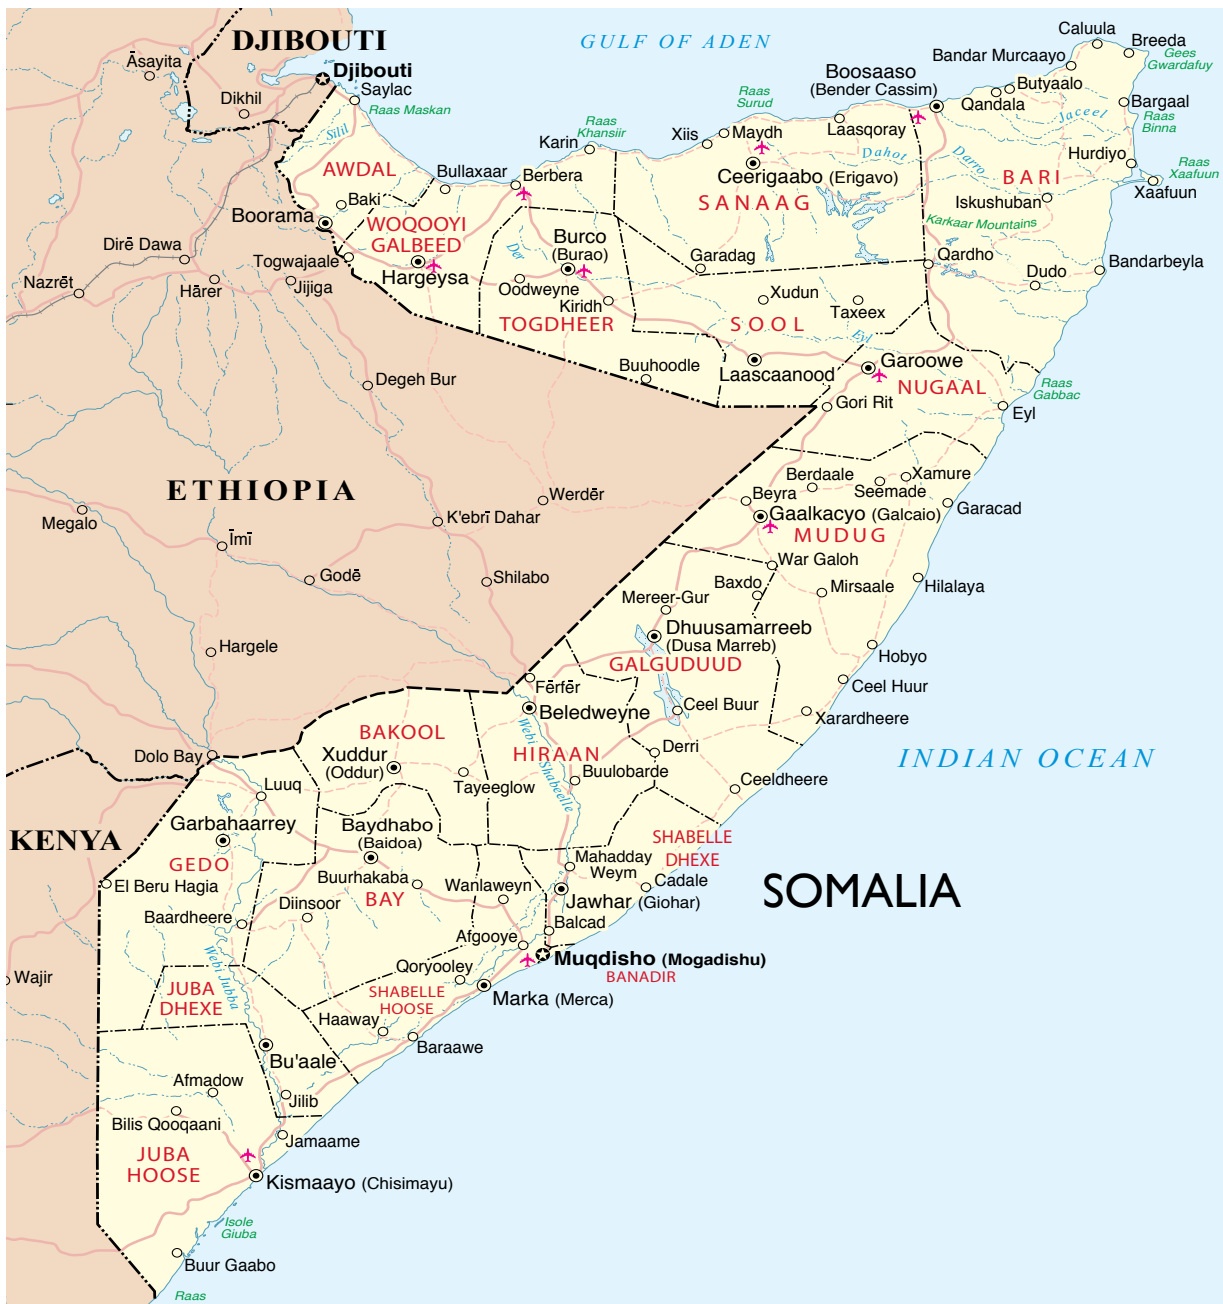 DJIBOUTI
GULF OF ADEN
Caluula
Breeda
Gees
Gwardafuy
Āsayita
Djibouti
Bandar Murcaayo
Boosaaso
(Bender Cassim)
Butyaalo
Qandala
Dikhil
Saylac
Raas Maskan
Raas
Surud
Bargaal
Raas
Binna
Jaceel
Silil
Raas
Khansiir
Karin
Xiis
Maydh
Laasqoray
Dahot
Darro
Hurdiyo
Raas
Xaafuun
Xaafuun
AWDAL
Bullaxaar
Berbera
Ceerigaabo (Erigavo)
SANAAG
BARI
Iskushuban
Karkaar Mountains
Baki
Boorama
WOQOOYI
GALBEED
Der
Burco
(Burao)
Garadag
Qardho
Dudo
Bandarbeyla
Dirē Dawa
Togwajaale
Hargeysa
Nazrēt
Hārer
Jijiga
Oodweyne
Kiridh
Xudun
Taxeex
TOGDHEER
SOOL
Eyl
Buuhoodle
Laascaanood
Garoowe
NUGAAL
Raas
Gabbac
Degeh Bur
Gori Rit
Eyl
ETHIOPIA
Werdēr
Berdaale
Xamure
Seemade
Beyra
Gaalkacyo (Galcaio)
Garacad
MUDUG
Megalo
K'ebrī Dahar
Īmī
Godē
Shilabo
War Galoh
Baxdo
Mirsaale
Hilalaya
Mereer-Gur
Dhuusamarreeb
(Dusa Marreb)
GALGUDUUD
Hobyo
Hargele
Fērfēr
Ceel Huur
Beledweyne
Ceel Buur
Xarardheere
BAKOOL
Webi Shabeelle
HIRAAN
Derri
INDIAN OCEAN
Dolo Bay
Xuddur
(Oddur)
Tayeeglow
Buulobarde
Ceeldheere
Luuq
KENYA
Garbahaarrey
Baydhabo
(Baidoa)
SHABELLE
DHEXE
GEDO
Mahadday
Weym
El Beru Hagia
Buurhakaba
BAY
Wanlaweyn
Cadale
Jawhar (Giohar)
SOMALIA
Baardheere
Diinsoor
Balcad
Afgooye
Muqdisho (Mogadishu)
BANADIR
Wajir
Webi Jubba
Qoryooley
JUBA
DHEXE
SHABELLE
HOOSE
Marka (Merca)
Haaway
Baraawe
Bu'aale
Afmadow
Jilib
Bilis Qooqaani
Jamaame
JUBA
HOOSE
Kismaayo (Chisimayu)
Isole
Giuba
Buur Gaabo
Raas